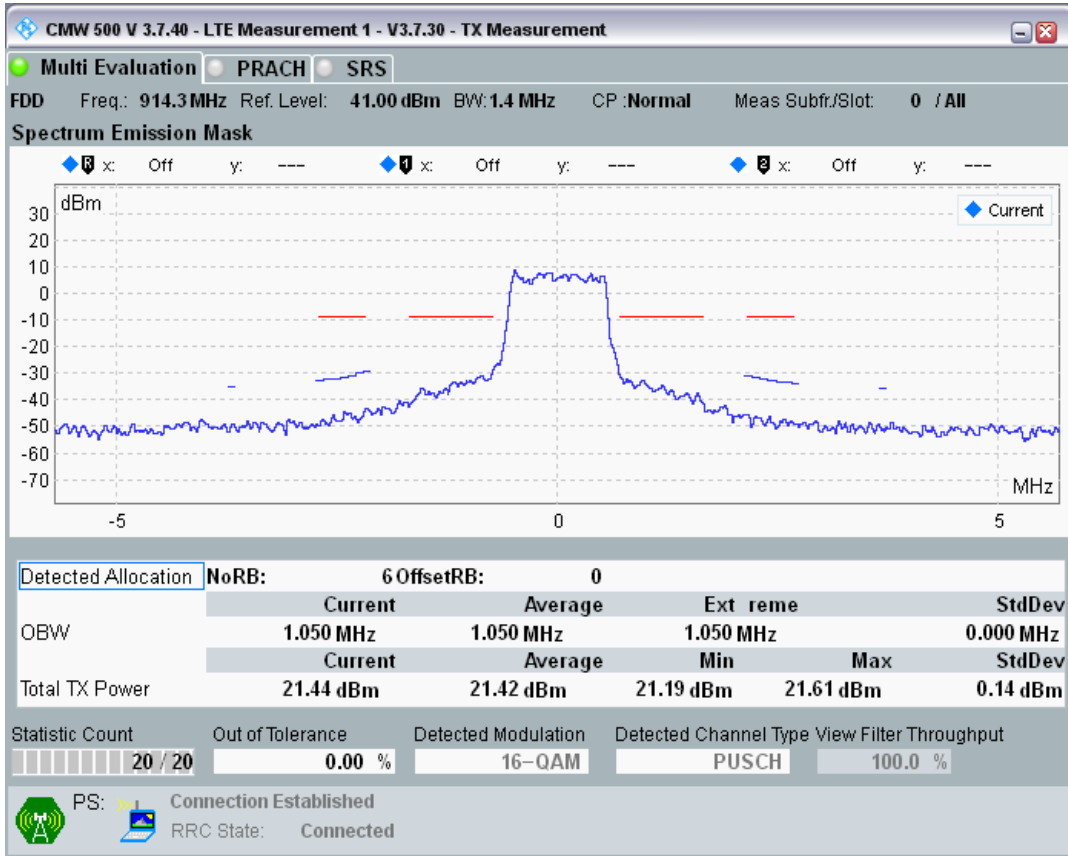 CMW 500 V 3.7.40 - LTE Measurement 1 - V3.7.30 - TX Measurement
Multi Evaluation PRACH SRS
FDD Freq.: 914.3 MHz Ref. Level: 41.00 dBm BW: 1.4 MHz CP :Normal Meas Subfr./Slot: 0 / All
Spectrum Emission Mask
R x: Off y: --- 1 x: Off y: --- 2 x: Off y: ---
dBm
Current
30
20
10
0
-10
-20
-30
-40
-50
-60
-70
MHz
-5 0 5
Detected Allocation NoRB: 6 OffsetRB: 0
Current Average Ext reme StdDev
OBW 1.050 MHz 1.050 MHz 1.050 MHz 0.000 MHz
Current Average Min Max StdDev
Total TX Power 21.44 dBm 21.42 dBm 21.19 dBm 21.61 dBm 0.14 dBm
Statistic Count Out of Tolerance Detected Modulation Detected Channel Type View Filter Throughput
20 / 20 0.00 % 16-QAM PUSCH 100.0 %
PS: Connection Established
RRC State: Connected